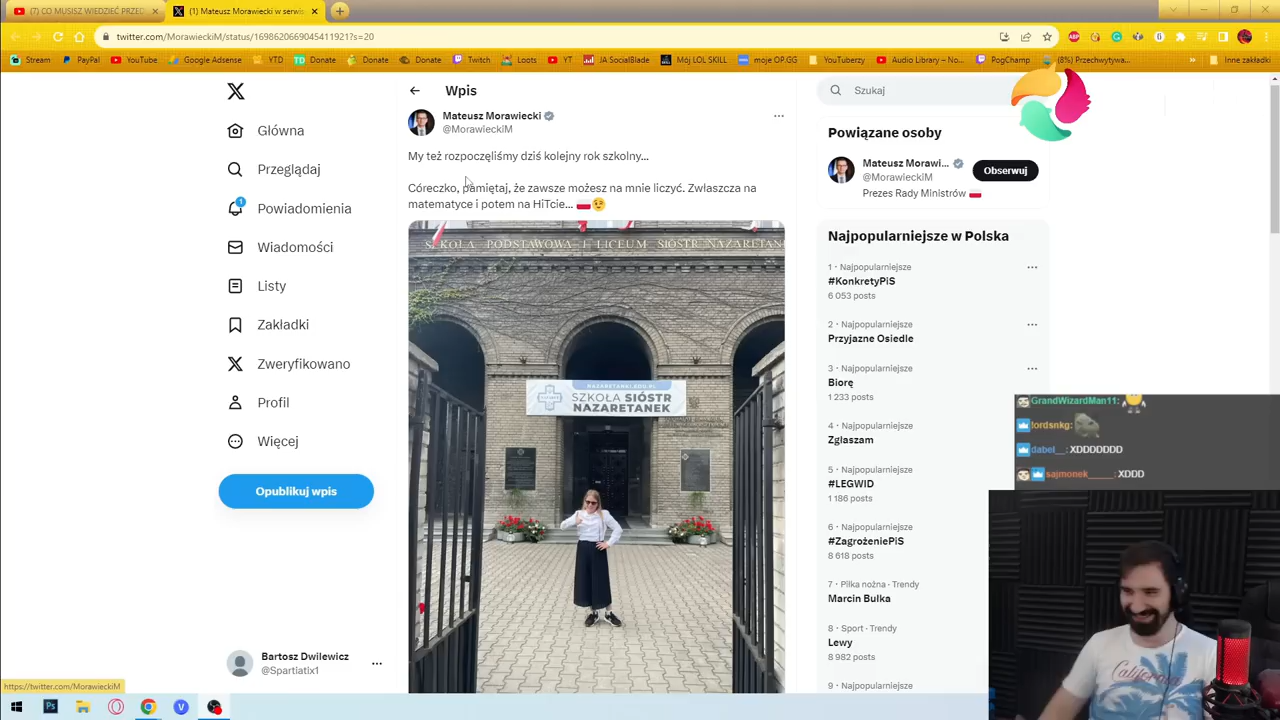 (7) CO MUSISZ WIEDZIEĆ PRZED
(1) Mateusz Morawiecki w serwis
twitter.com/MorawieckiM/status/1698620669045411921?s=20
Stream
PayPal
YouTube
Google Adsense
YTD
Donate
Donate
Donate
Twitch
Loots
YT
JA SocialBlade
Mój LOL SKILL
moje OP.GG
YouTuberzy
Audio Library – No...
PogChamp
(8%) Przechwytywa...
Inne zakładki
Główna
Przeglądaj
1
Powiadomienia
Wiadomości
Listy
Zakładki
Zweryfikowano
Profil
Więcej
Opublikuj wpis
Bartosz Dwilewicz
@Spartiatix1
https://twitter.com/MorawieckiM
Wpis
Mateusz Morawiecki
@MorawieckiM
My też rozpoczęliśmy dziś kolejny rok szkolny...
Córeczko, pamiętaj, że zawsze możesz na mnie liczyć. Zwłaszcza na
matematyce i potem na HiTcie... 🇵🇱😉
SZKOŁA PODSTAWOWA I LICEUM SIÓSTR NAZARETAN
NAZARETANKI.EDU.PL
SZKOŁA SIÓSTR
NAZARETANEK
Szukaj
Powiązane osoby
Mateusz Morawi...
@MorawieckiM
Prezes Rady Ministrów 🇵🇱
Obserwuj
Najpopularniejsze w Polska
1 · Najpopularniejsze
#KonkretyPiS
6 053 posts
2 · Najpopularniejsze
Przyjazne Osiedle
3 · Najpopularniejsze
Biorę
1 233 posts
4 · Najpopularniejsze
Zgłaszam
5 · Najpopularniejsze
#LEGWID
1 186 posts
6 · Najpopularniejsze
#ZagrożeniePiS
8 618 posts
7 · Piłka nożna · Trendy
Marcin Bułka
8 · Sport · Trendy
Lewy
8 982 posts
9 · Najpopularniejsze
GrandWizardMan11:
!ordsnkg:
dabel__: XDDDDDDD
sajmonek_____: XDDD
California